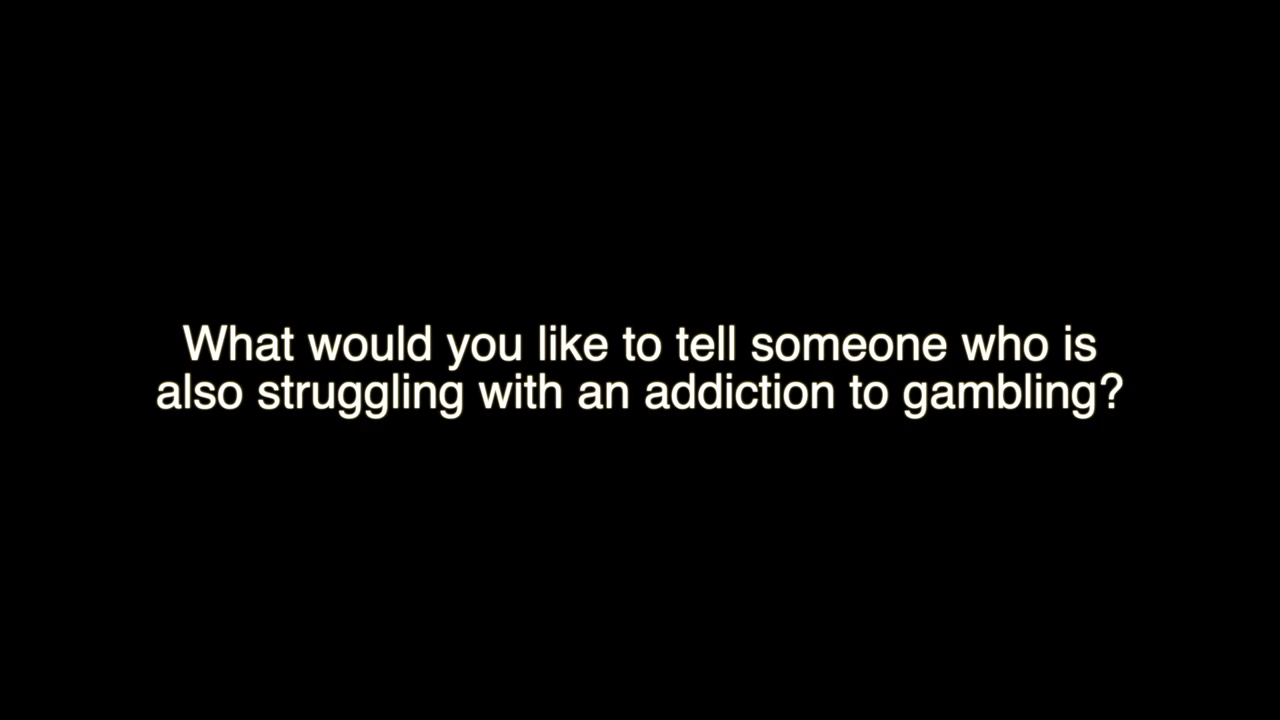 What would you like to tell someone who is
also struggling with an addiction to gambling?